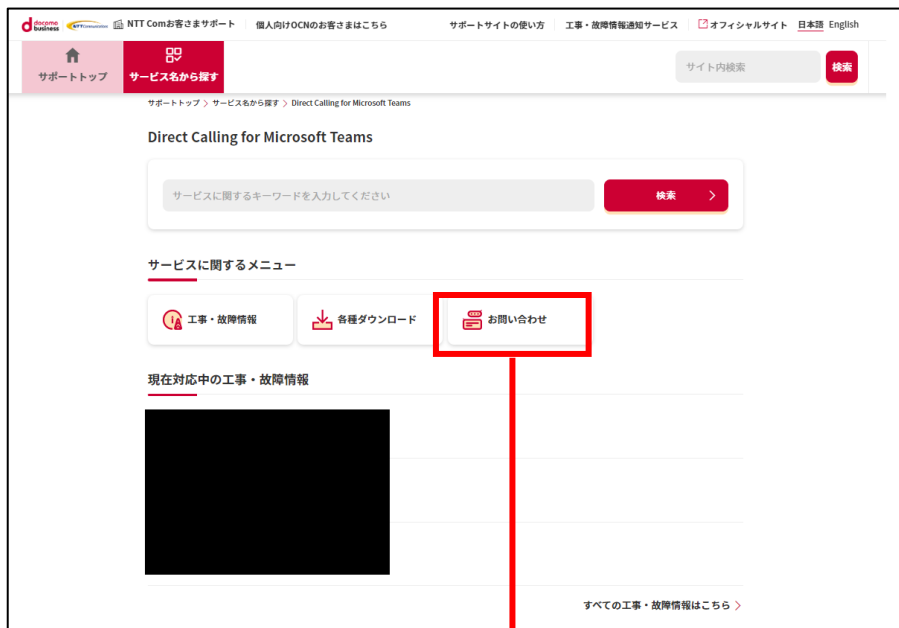 docome business NTT Communications NTT Comお客さまサポート 個人向けOCNのお客さまはこちら サポートサイトの使い方 工事・故障情報通知サービス オフィシャルサイト 日本語 English
サポートトップ サービス名から探す サイト内検索 検索
サポートトップ > サービス名から探す > Direct Calling for Microsoft Teams
Direct Calling for Microsoft Teams
サービスに関するキーワードを入力してください 検索
サービスに関するメニュー
工事・故障情報 各種ダウンロード お問い合わせ
現在対応中の工事・故障情報
すべての工事・故障情報はこちら